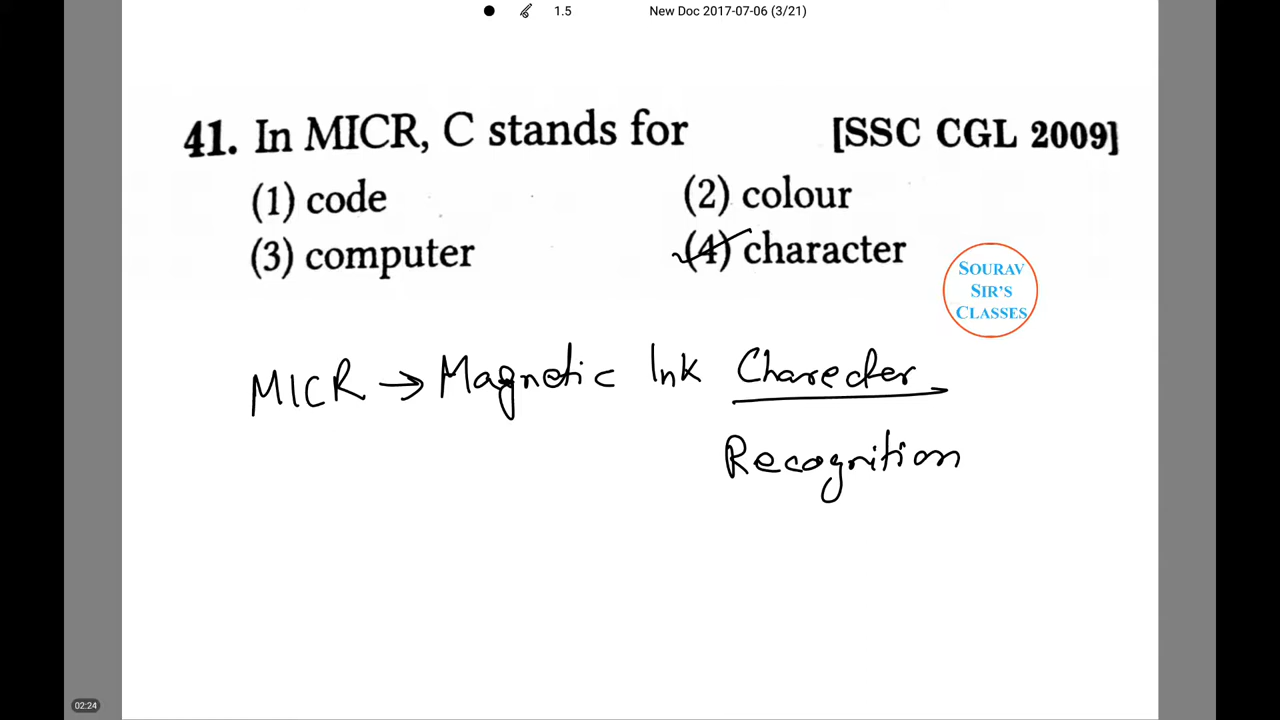 1.5 New Doc 2017-07-06 (3/21)
41. In MICR, C stands for [SSC CGL 2009]
(1) code (2) colour
(3) computer (4) character
SOURAV
SIR'S
CLASSES
MICR → Magnetic Ink Charecter
Recognition
02:24